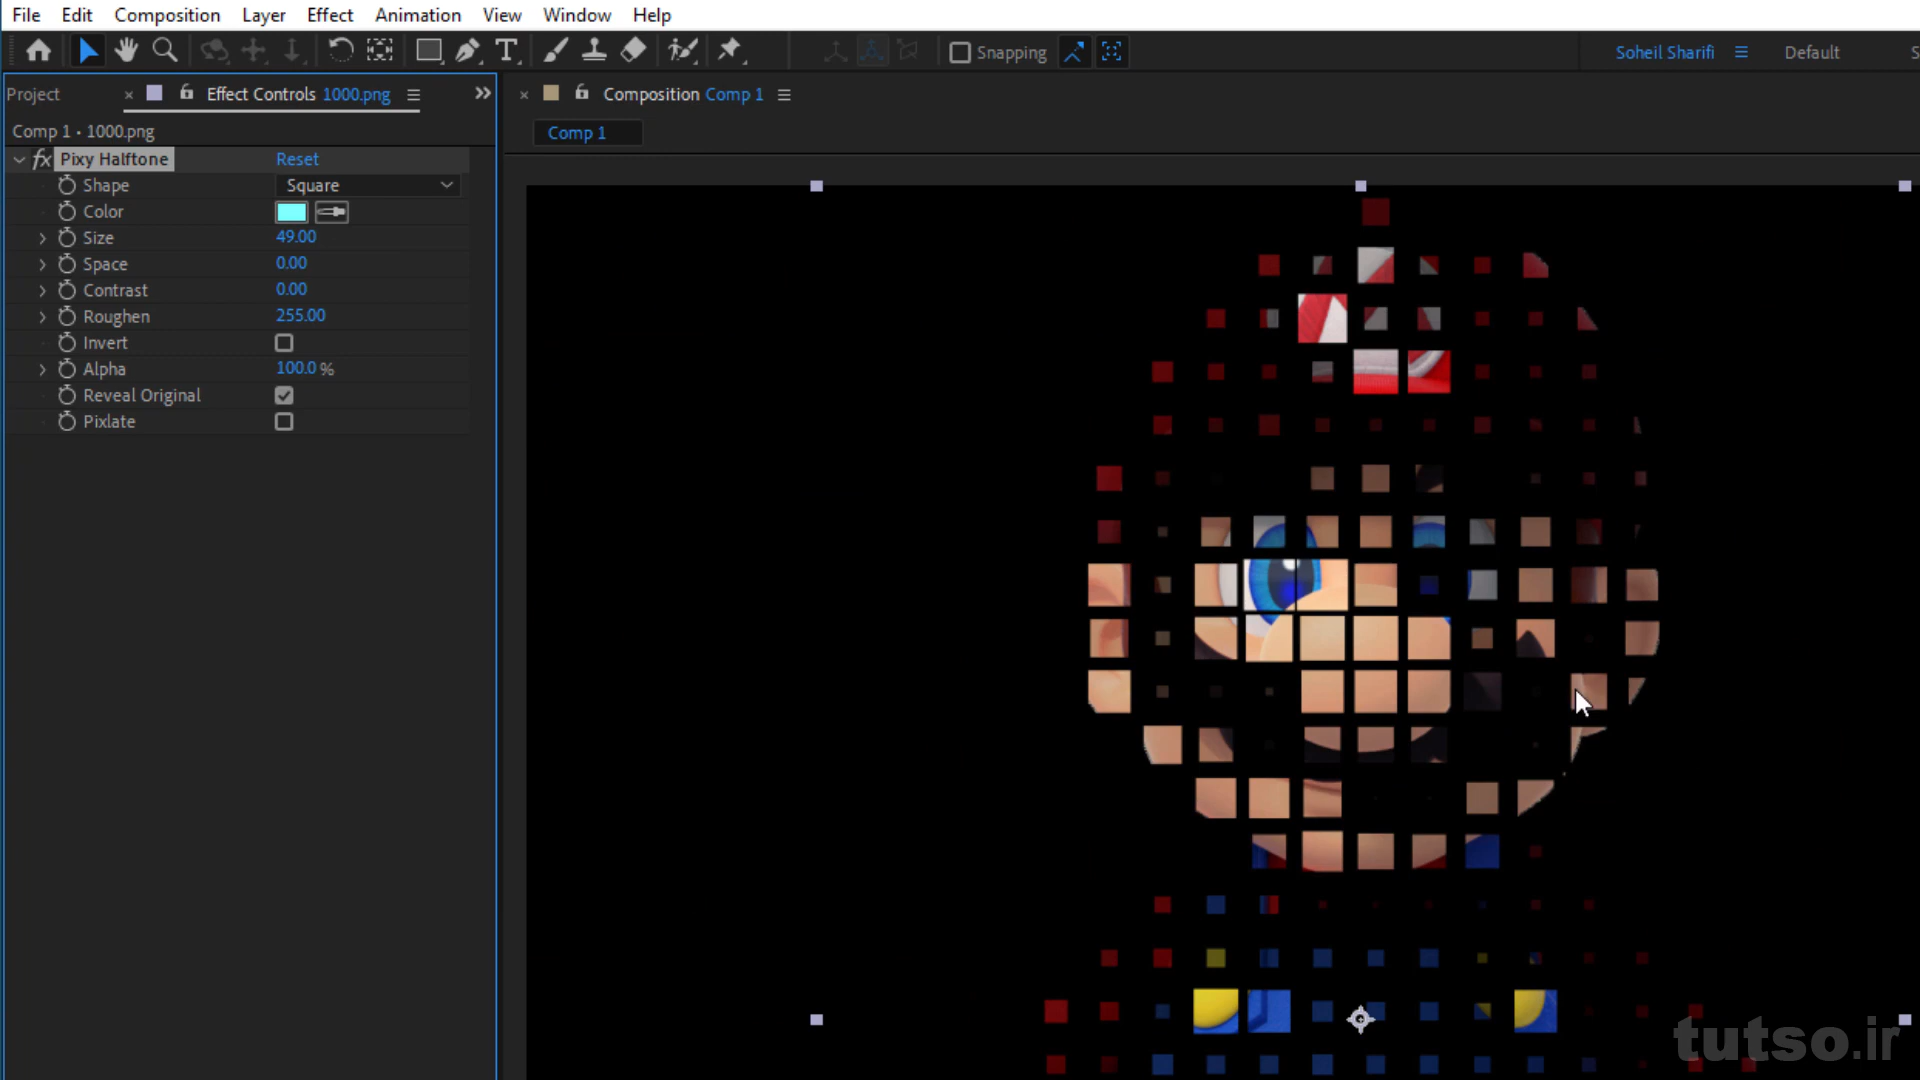 File Edit Composition Layer Effect Animation View Window Help
Snapping Soheil Sharifi Default
Project Effect Controls 1000.png Composition Comp 1
Comp 1 • 1000.png
Comp 1
fx Pixy Halftone Reset
Shape Square
Color
Size 49.00
Space 0.00
Contrast 0.00
Roughen 255.00
Invert
Alpha 100.0 %
Reveal Original
Pixlate
tutso.ir